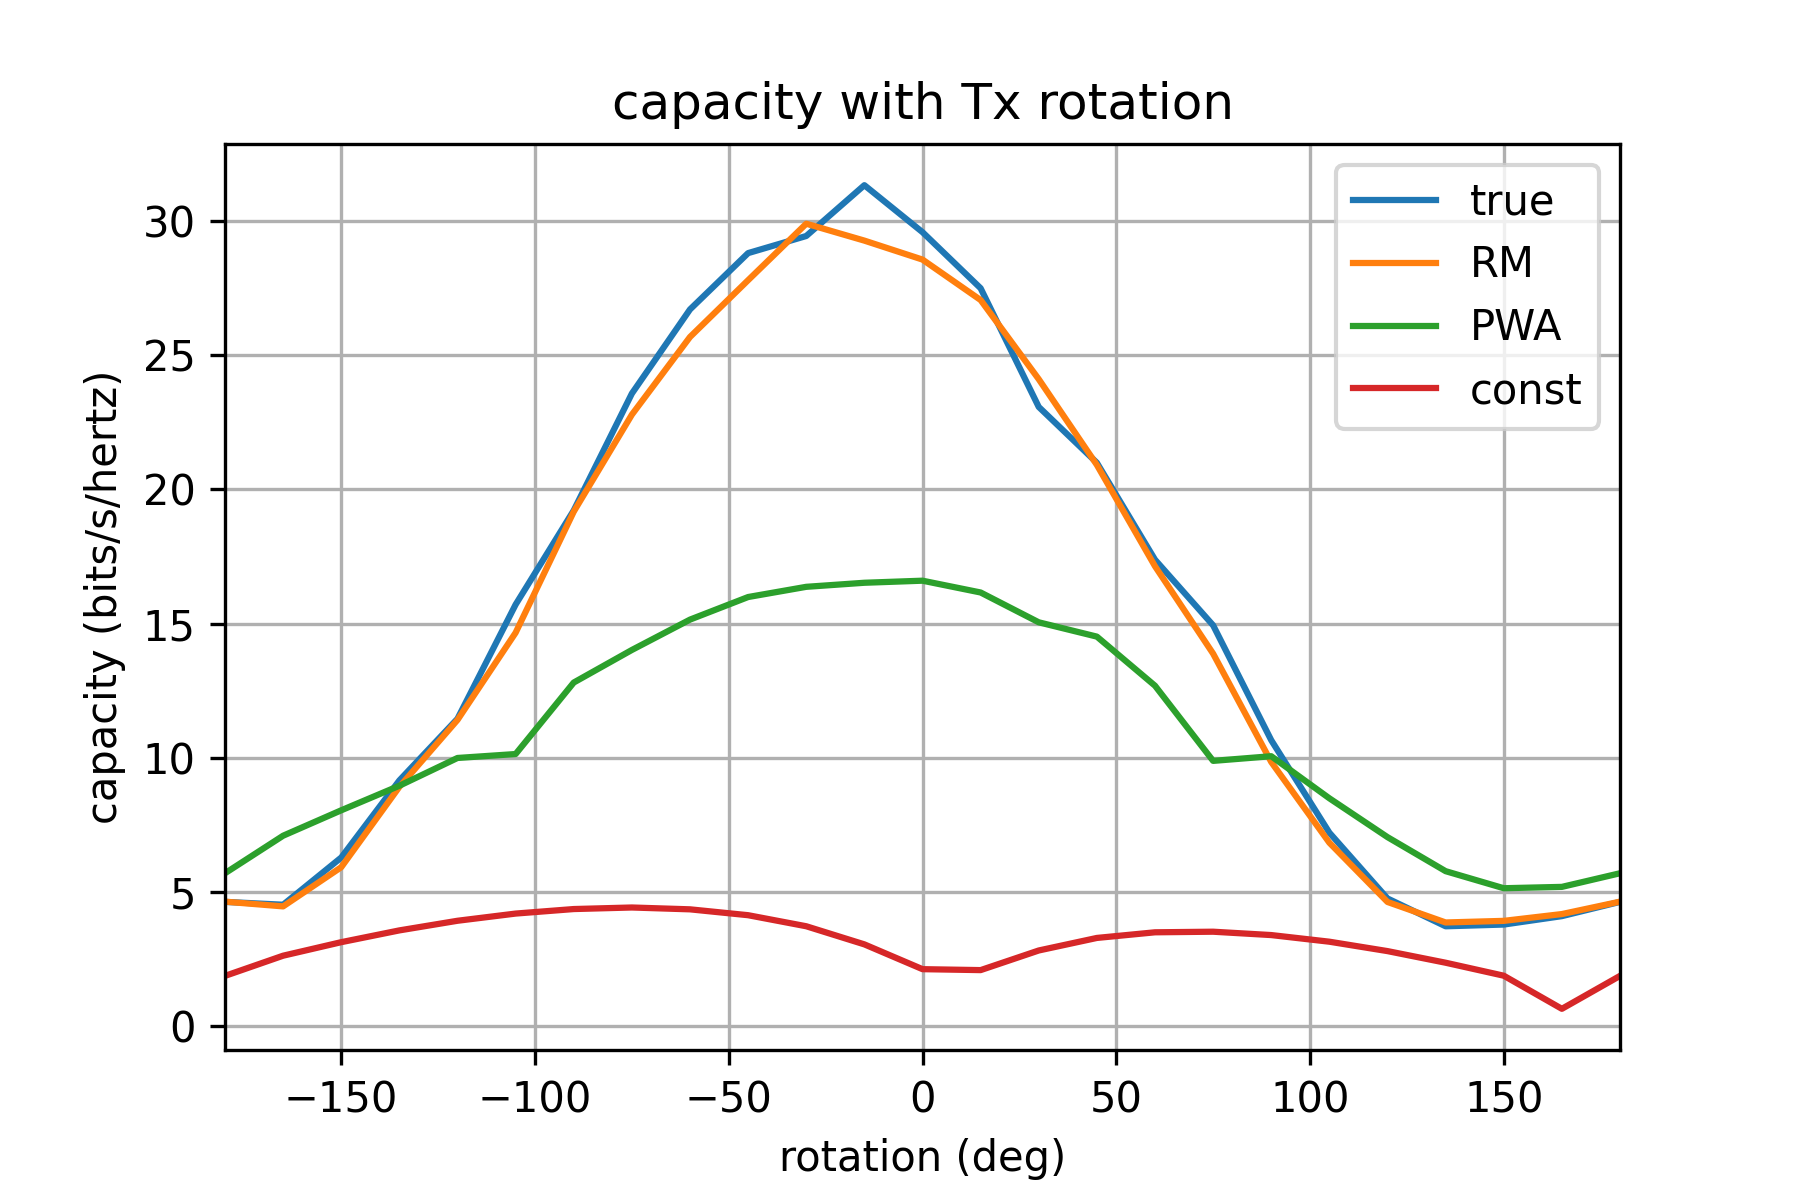 capacity with Tx rotation
true
RM
PWA
const
capacity (bits/s/hertz)
30
25
20
15
10
5
0
−150 −100 −50 0 50 100 150
rotation (deg)